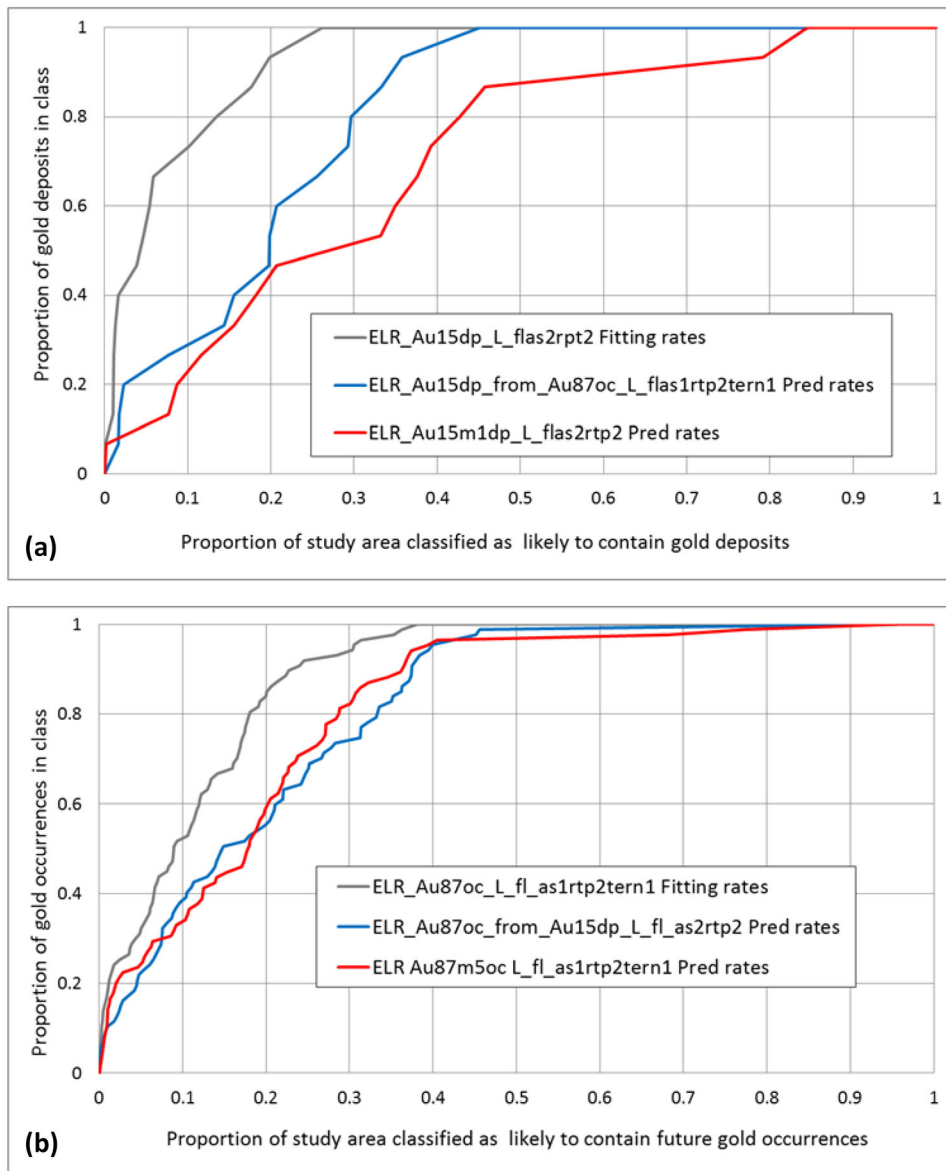 1
0.8
0.6
0.4
0.2
0
Proportion of gold deposits in class
ELR_Au15dp_L_flas2rpt2 Fitting rates
ELR_Au15dp_from_Au87oc_L_flas1rtp2tern1 Pred rates
ELR_Au15m1dp_L_flas2rtp2 Pred rates
0 0.1 0.2 0.3 0.4 0.5 0.6 0.7 0.8 0.9 1
(a) Proportion of study area classified as likely to contain gold deposits
1
0.8
0.6
0.4
0.2
0
Proportion of gold occurrences in class
ELR_Au87oc_L_fl_as1rtp2tern1 Fitting rates
ELR_Au87oc_from_Au15dp_L_fl_as2rtp2 Pred rates
ELR Au87m5oc L_fl_as1rtp2tern1 Pred rates
0 0.1 0.2 0.3 0.4 0.5 0.6 0.7 0.8 0.9 1
(b) Proportion of study area classified as likely to contain future gold occurrences